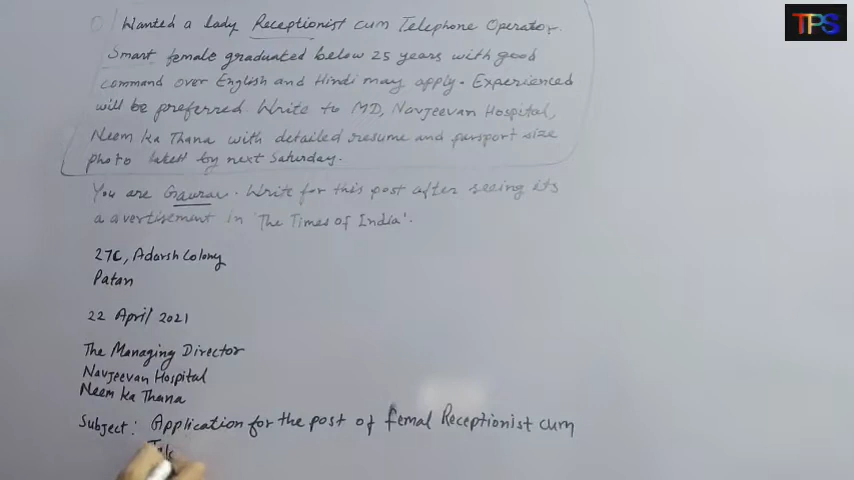 TPS
Wanted a lady Receptionist cum Telephone Operator.
Smart female graduated below 25 years with good
command over English and Hindi may apply. Experienced
will be preferred. Write to MD, Navjeevan Hospital,
Neem Ka Thana with detailed resume and passport size
photo latest by next Saturday.
You are Gaurav. Write for this post after seeing its
a avertisement in 'The Times of India'.
27C, Adarsh Colony
Patan
22 April 2021
The Managing Director
Navjeevan Hospital
Neem Ka Thana
Subject: Application for the post of femal Receptionist cum